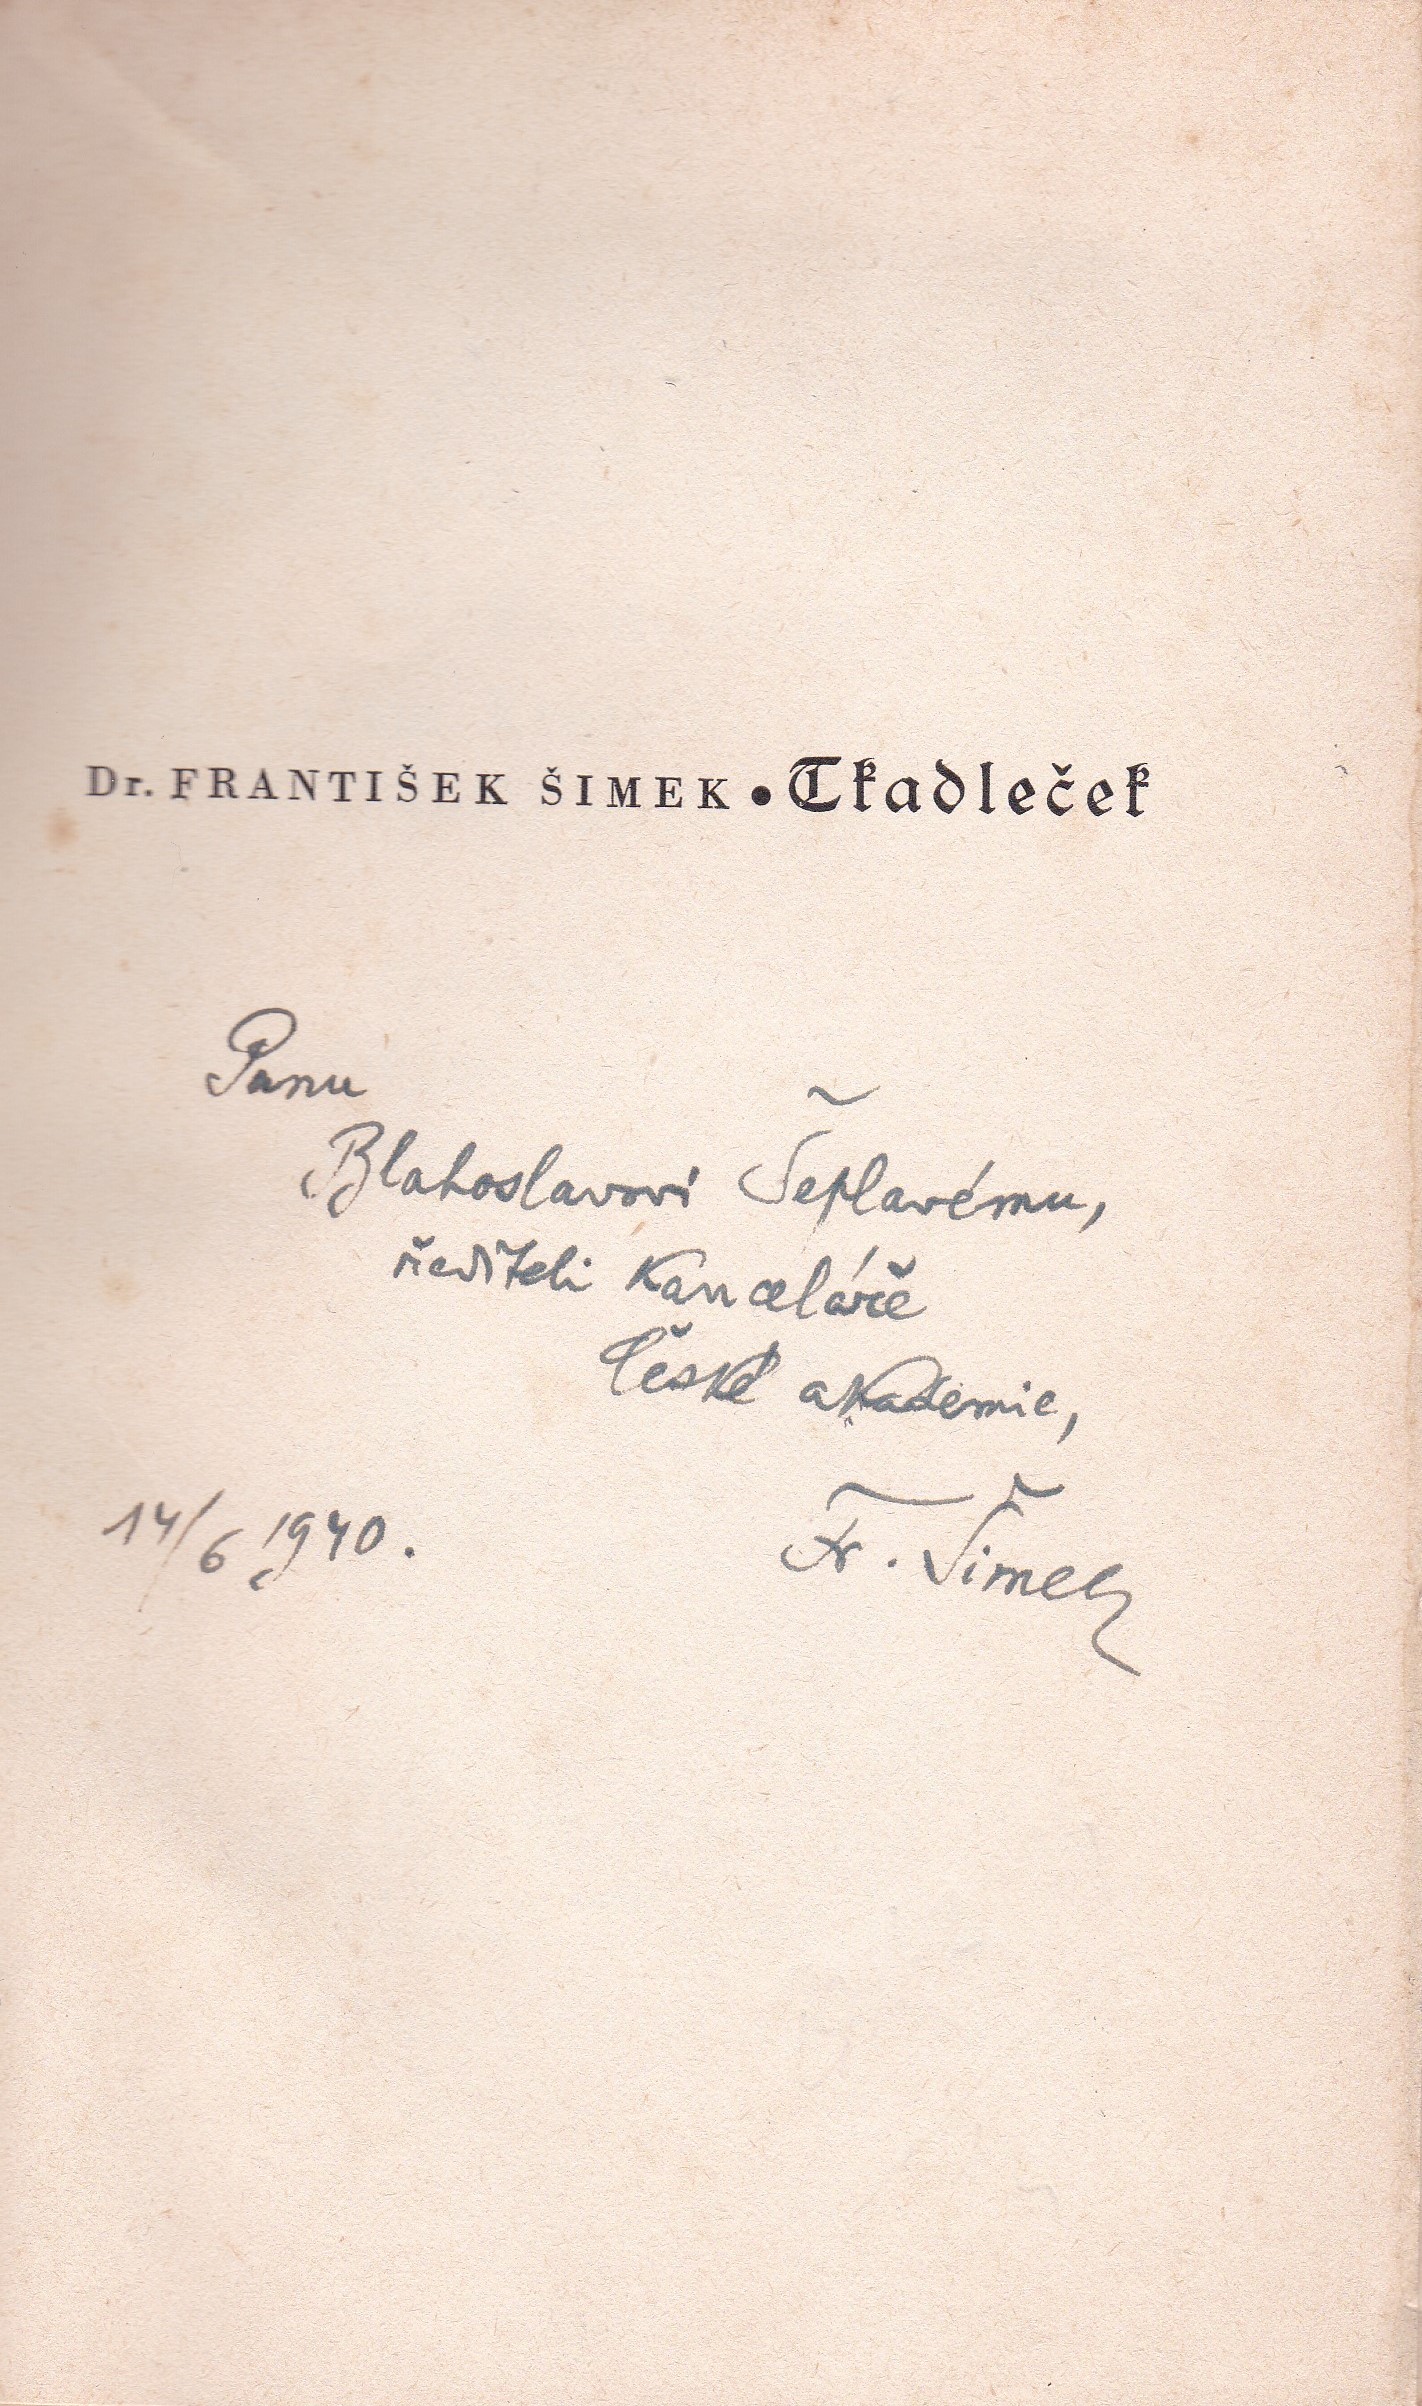 Dr. FRANTIŠEK ŠIMEK • Tkadleček
Panu
Blahoslavovi Šeplavému,
řediteli kanceláře
České akademie,
14/6 1940. Fr. Šimek